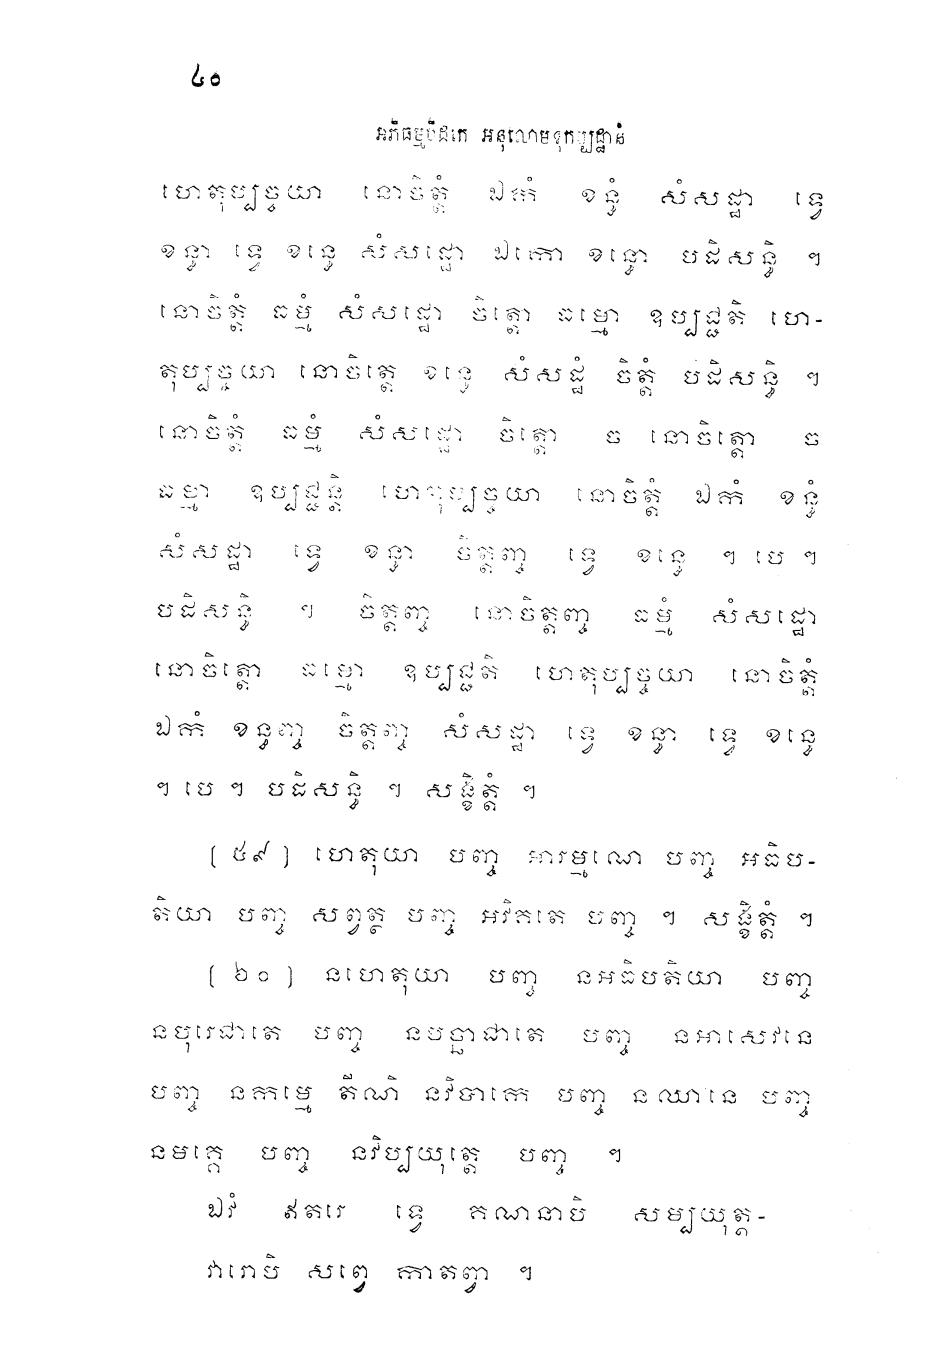 ៤០
អភិធម្មបិដកេ អនុលោមទុកប្បដ្ឋានំ
ហេតុប្បច្ចយា នោចិត្តំ ឯកំ ខន្ធំ សំសដ្ឋា ទ្វេ
ខន្ធា ទ្វេ ខន្ធេ សំសដ្ឋោ ឯកោ ខន្ធោ បដិសន្ធិ ។
នោចិត្តំ ធម្មំ សំសដ្ឋោ ចិត្តោ ធម្មោ ឧប្បជ្ជតិ ហេ-
តុប្បច្ចយា នោចិត្តេ ខន្ធេ សំសដ្ឋំ ចិត្តំ បដិសន្ធិ ។
នោចិត្តំ ធម្មំ សំសដ្ឋោ ចិត្តោ ច នោចិត្តោ ច
ធម្មា ឧប្បជ្ជន្តិ ហេតុប្បច្ចយា នោចិត្តំ ឯកំ ខន្ធំ
សំសដ្ឋា ទ្វេ ខន្ធា ចិត្តញ្ច ទ្វេ ខន្ធេ ។ បេ ។
បដិសន្ធិ ។ ចិត្តញ្ច នោចិត្តញ្ច ធម្មំ សំសដ្ឋោ
នោចិត្តោ ធម្មោ ឧប្បជ្ជតិ ហេតុប្បច្ចយា នោចិត្តំ
ឯកំ ខន្ធញ្ច ចិត្តញ្ច សំសដ្ឋា ទ្វេ ខន្ធា ទ្វេ ខន្ធេ
។ បេ ។ បដិសន្ធិ ។ សង្ខិត្តំ ។
(៥៩) ហេតុយា បញ្ច អារម្មណេ បញ្ច អធិប-
តិយា បញ្ច សព្វត្ថ បញ្ច អវិគតេ បញ្ច ។ សង្ខិត្តំ ។
(៦០) នហេតុយា បញ្ច នអធិបតិយា បញ្ច
នបុរេជាតេ បញ្ច នបច្ឆាជាតេ បញ្ច នអាសេវនេ
បញ្ច នកម្មេ តីណិ នវិបាកេ បញ្ច នឈានេ បញ្ច
នមគ្គេ បញ្ច នវិប្បយុត្តេ បញ្ច ។
ឯវំ ឥតរេ ទ្វេ គណនាបិ សម្បយុត្ត-
វារោបិ សព្វេ កាតព្វា ។